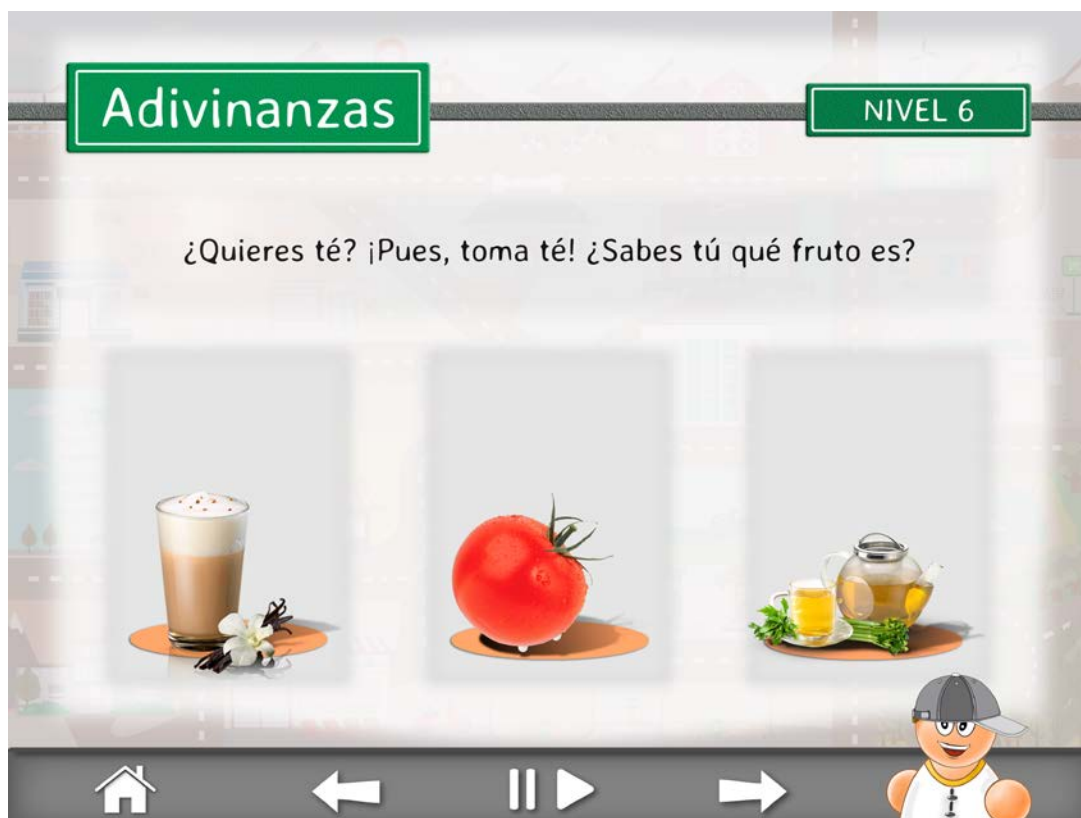 Adivinanzas
NIVEL 6
¿Quieres té? ¡Pues, toma té! ¿Sabes tú qué fruto es?